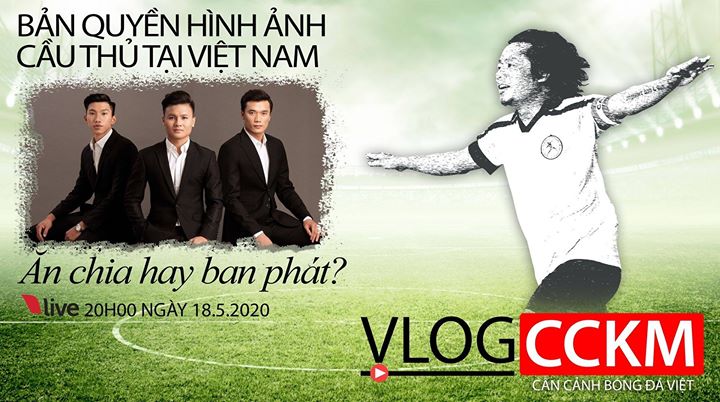 BẢN QUYỀN HÌNH ẢNH
CẦU THỦ TẠI VIỆT NAM
Ăn chia hay ban phát?
live 20H00 NGÀY 18.5.2020
VLOG CCKM
CẬN CẢNH BÓNG ĐÁ VIỆT